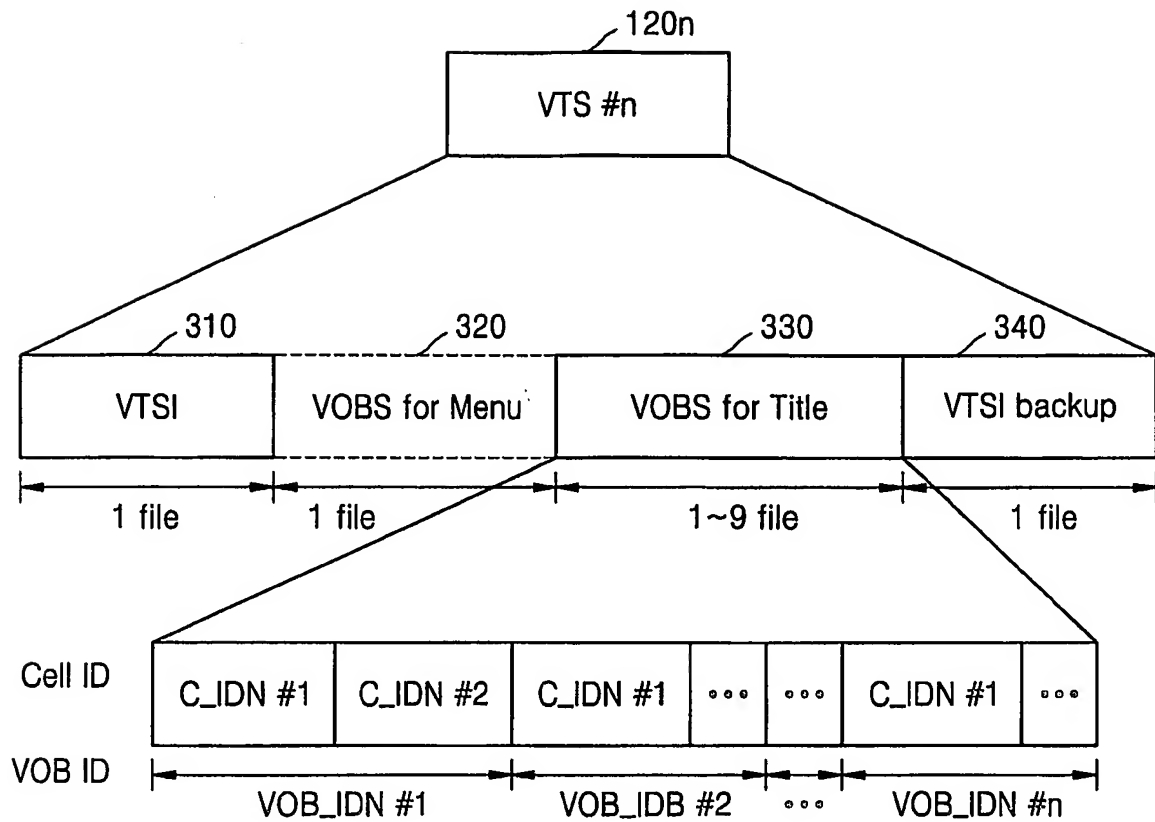 120n
VTS #n
310
320
330
340
VTSI
VOBS for Menu
VOBS for Title
VTSI backup
1 file
1 file
1~9 file
1 file
Cell ID
C_IDN #1
C_IDN #2
C_IDN #1
∘∘∘
∘∘∘
C_IDN #1
∘∘∘
VOB ID
VOB_IDN #1
VOB_IDB #2
∘∘∘
VOB_IDN #n